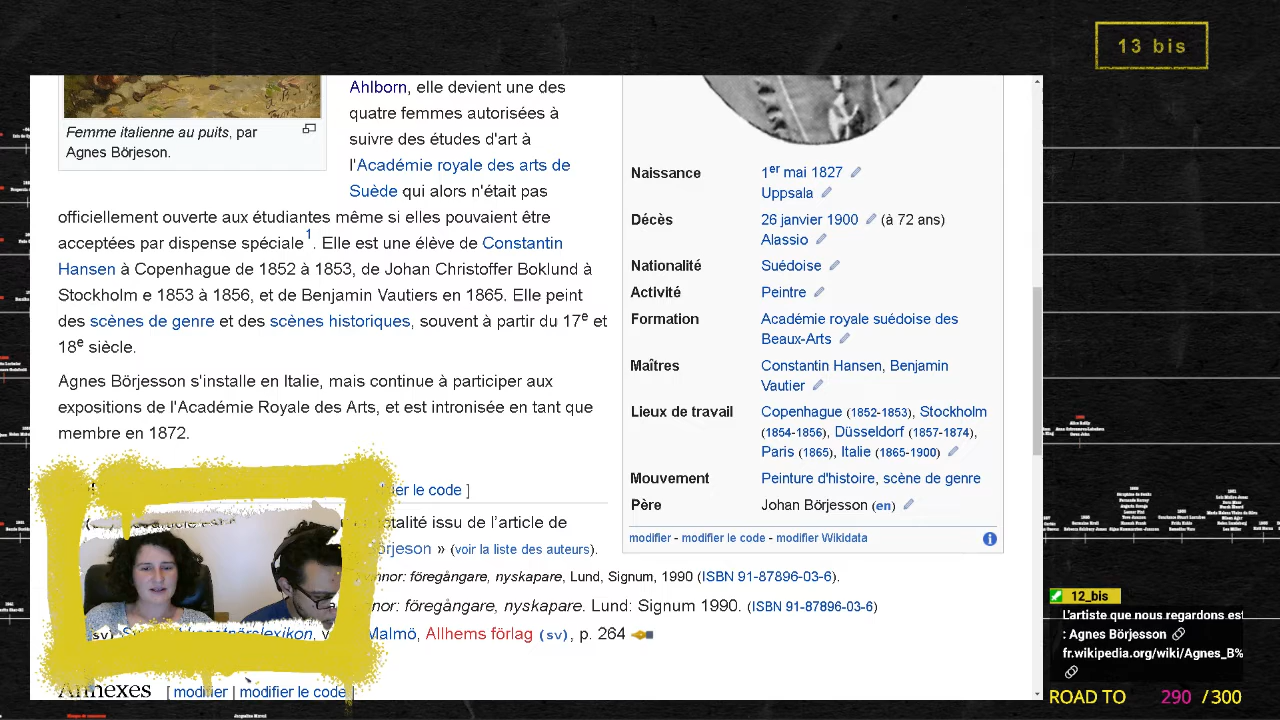 13 bis
Ahlborn, elle devient une des
quatre femmes autorisées à
suivre des études d'art à
l'Académie royale des arts de
Suède qui alors n'était pas
officiellement ouverte aux étudiantes même si elles pouvaient être
acceptées par dispense spéciale1. Elle est une élève de Constantin
Hansen à Copenhague de 1852 à 1853, de Johan Christoffer Boklund à
Stockholm e 1853 à 1856, et de Benjamin Vautiers en 1865. Elle peint
des scènes de genre et des scènes historiques, souvent à partir du 17e et
18e siècle.
Femme italienne au puits, par
Agnes Börjeson.
Agnes Börjesson s'installe en Italie, mais continue à participer aux
expositions de l'Académie Royale des Arts, et est intronisée en tant que
membre en 1872.
Naissance 1er mai 1827
Uppsala
Décès 26 janvier 1900 (à 72 ans)
Alassio
Nationalité Suédoise
Activité Peintre
Formation Académie royale suédoise des
Beaux-Arts
Maîtres Constantin Hansen, Benjamin
Vautier
Lieux de travail Copenhague (1852-1853), Stockholm
(1854-1856), Düsseldorf (1857-1874),
Paris (1865), Italie (1865-1900)
Mouvement Peinture d'histoire, scène de genre
Père Johan Börjesson (en)
modifier - modifier le code - modifier Wikidata
le code ]
issu de l'article de
» (voir la liste des auteurs).
föregångare, nyskapare, Lund, Signum, 1990 (ISBN 91-87896-03-6).
föregångare, nyskapare. Lund: Signum 1990. (ISBN 91-87896-03-6)
Malmö, Allhems förlag (sv), p. 264
Annexes [ modifier | modifier le code ]
12_bis
L'artiste que nous regardons est
: Agnes Börjesson
fr.wikipedia.org/wiki/Agnes_B%
ROAD TO 290 / 300